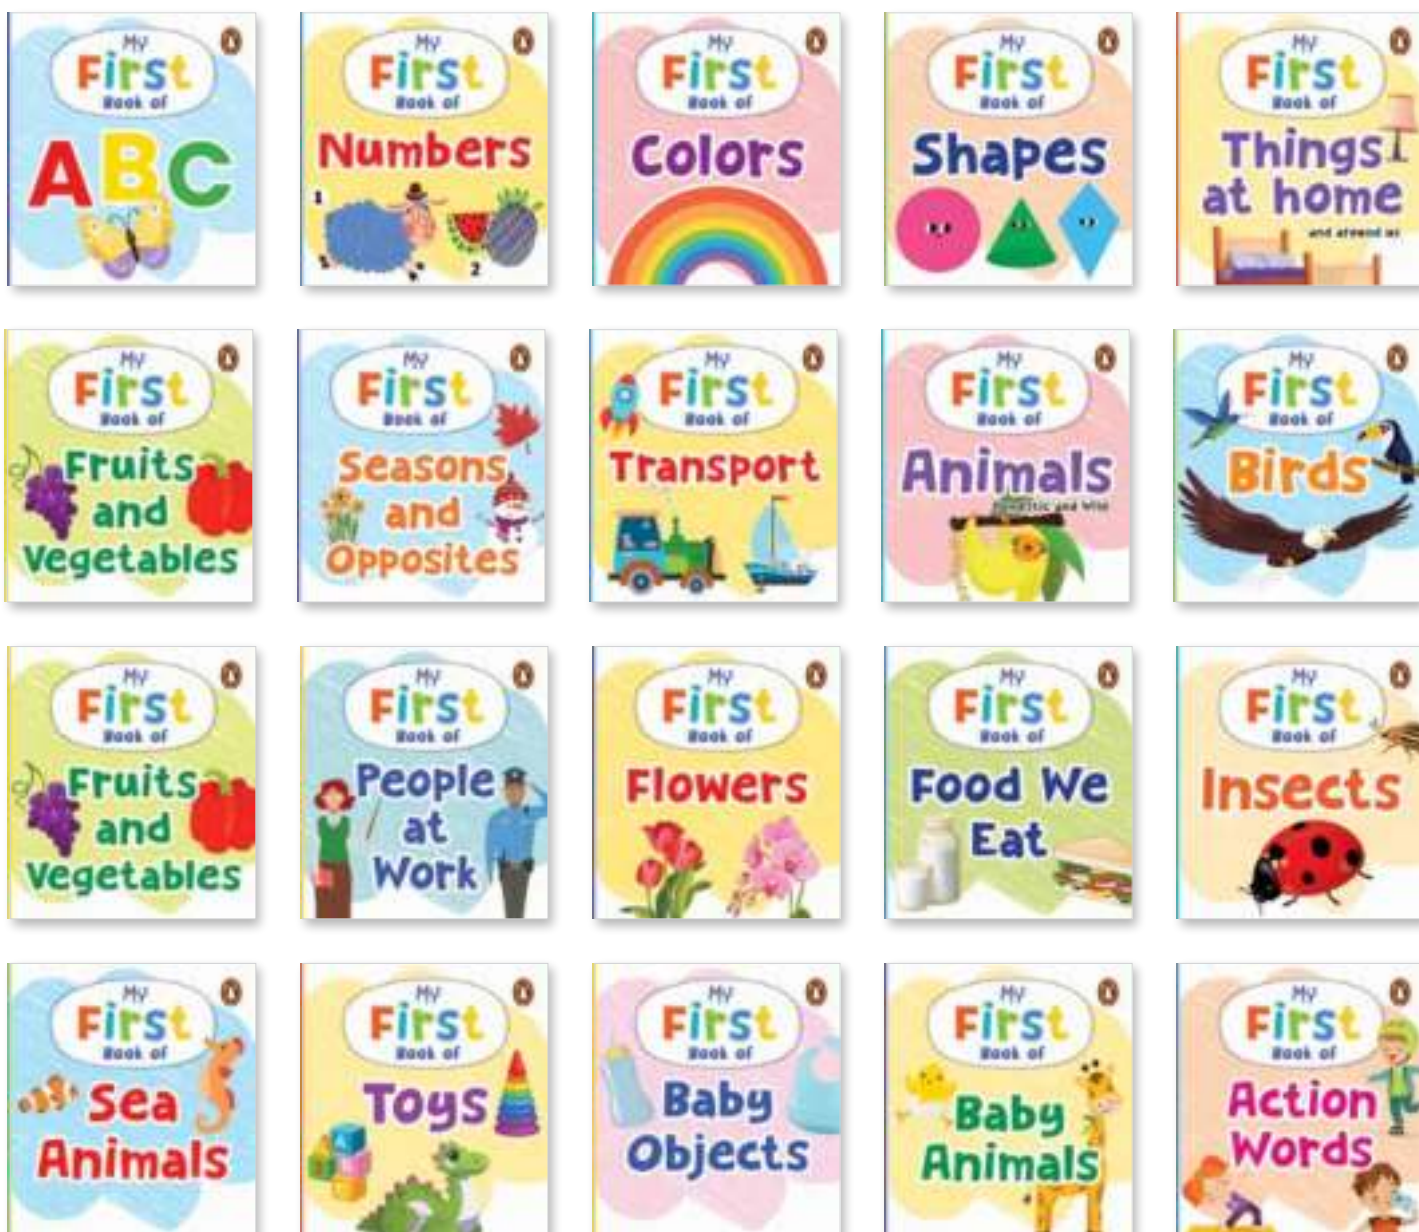 My
First
Book of
ABC
My
First
Book of
Numbers
1
2
My
First
Book of
Colors
My
First
Book of
Shapes
My
First
Book of
Things
at home
and around us
My
First
Book of
Fruits
and
Vegetables
My
First
Book of
Seasons
and
Opposites
My
First
Book of
Transport
My
First
Book of
Animals
Domestic and Wild
My
First
Book of
Birds
My
First
Book of
Fruits
and
Vegetables
My
First
Book of
People
at
Work
My
First
Book of
Flowers
My
First
Book of
Food We
Eat
My
First
Book of
Insects
My
First
Book of
Sea
Animals
My
First
Book of
Toys
My
First
Book of
Baby
Objects
My
First
Book of
Baby
Animals
My
First
Book of
Action
Words